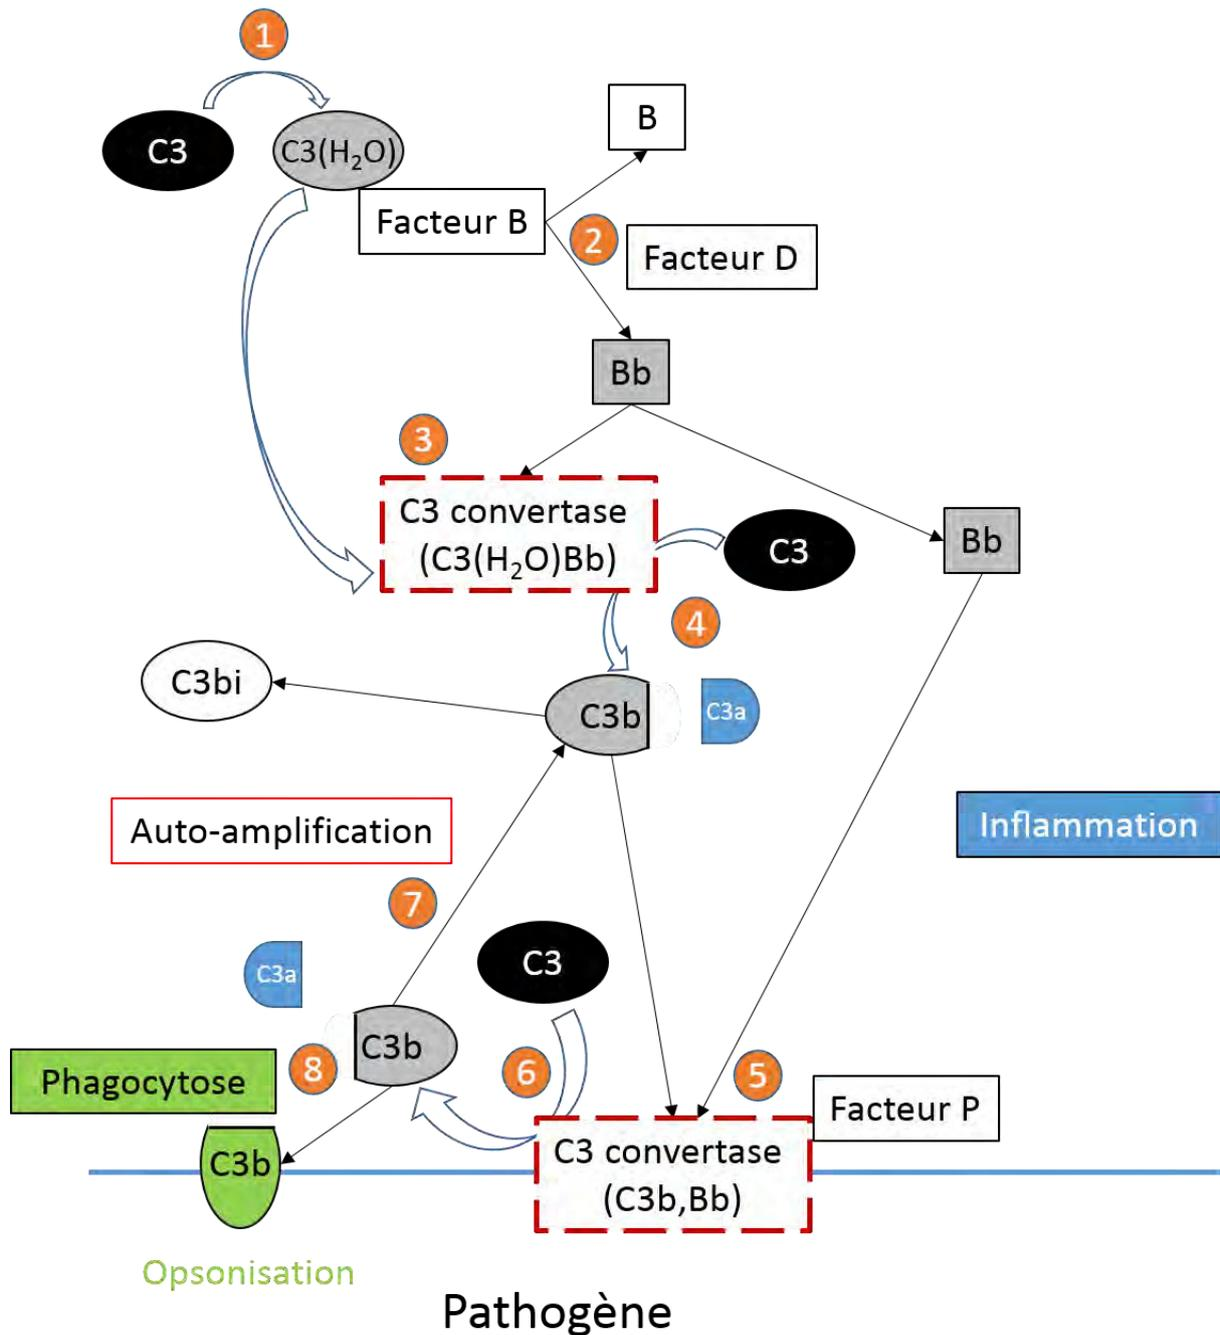 1
C3
C3(H₂O)
B
Facteur B
2
Facteur D
Bb
3
C3 convertase
(C3(H₂O)Bb)
C3
Bb
4
C3bi
C3b
C3a
Auto-amplification
Inflammation
7
C3
C3a
C3b
8
6
5
Phagocytose
Facteur P
C3b
C3 convertase
(C3b,Bb)
Opsonisation
Pathogène